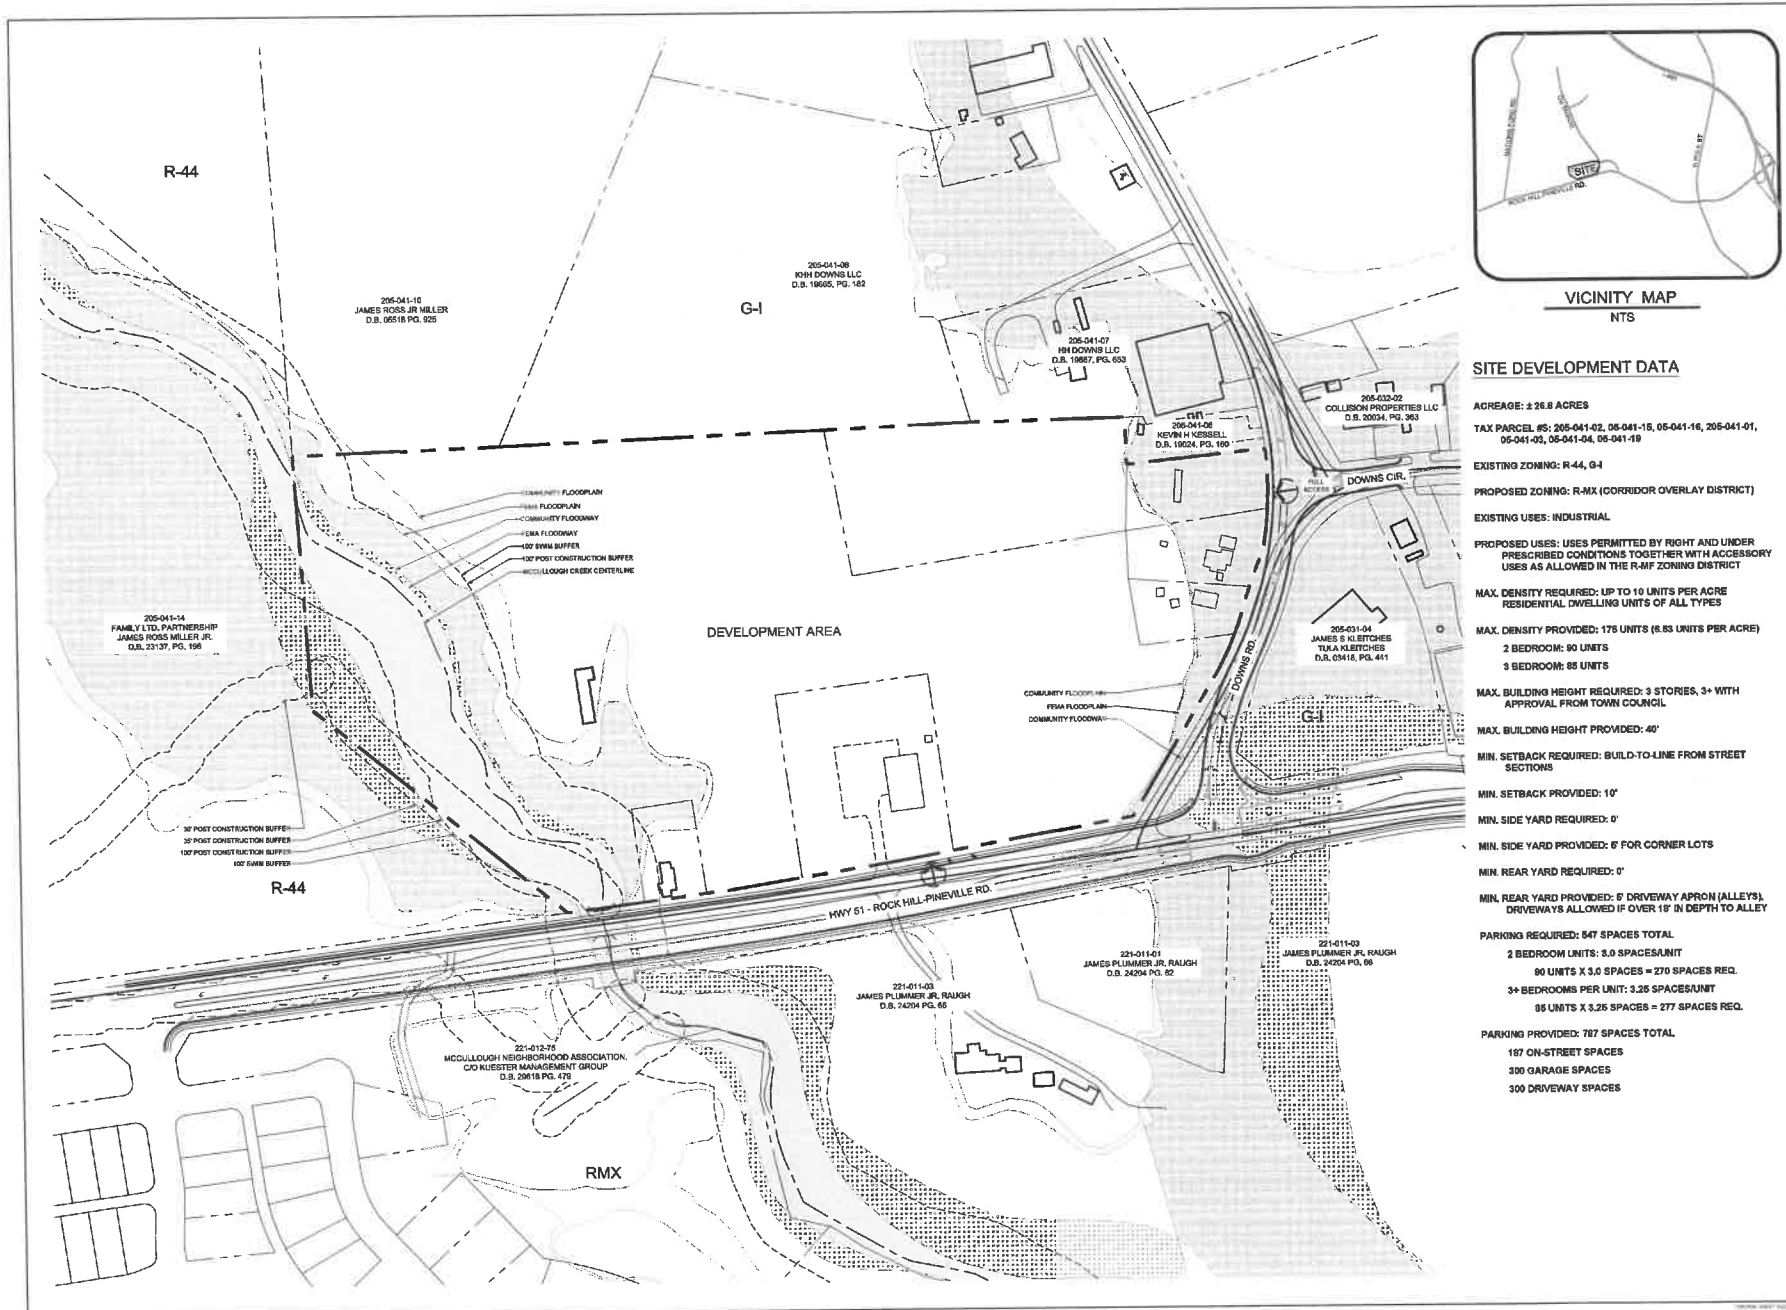 R-44
205-041-10
JAMES ROSS JR MILLER
D.B. 06518 PG. 925
205-041-08
KHH DOWNS LLC
D.B. 19665, PG. 182
G-I
205-041-07
HH DOWNS LLC
D.B. 19667, PG. 653
205-041-06
KEVIN H KESSELL
D.B. 19024, PG. 160
205-032-02
COLLISION PROPERTIES LLC
D.B. 20034, PG. 363
FULL
ACCESS
DOWNS CIR.
COMMUNITY FLOODPLAIN
FEMA FLOODPLAIN
COMMUNITY FLOODWAY
FEMA FLOODWAY
100' SWIM BUFFER
100' POST CONSTRUCTION BUFFER
MCCULLOUGH CREEK CENTERLINE
205-041-14
FAMILY LTD. PARTNERSHIP
JAMES ROSS MILLER JR.
D.B. 23137, PG. 196
DEVELOPMENT AREA
205-031-04
JAMES S KLEITCHES
TULA KLEITCHES
D.B. 03418, PG. 441
DOWNS RD.
COMMUNITY FLOODPLAIN
FEMA FLOODPLAIN
COMMUNITY FLOODWAY
G-I
30' POST CONSTRUCTION BUFFER
35' POST CONSTRUCTION BUFFER
100' POST CONSTRUCTION BUFFER
100' SWIM BUFFER
R-44
HWY 51 - ROCK HILL-PINEVILLE RD.
221-011-03
JAMES PLUMMER JR. RAUGH
D.B. 24204 PG. 66
221-011-01
JAMES PLUMMER JR. RAUGH
D.B. 24204 PG. 62
221-011-03
JAMES PLUMMER JR. RAUGH
D.B. 24204 PG. 66
221-012-75
MCCULLOUGH NEIGHBORHOOD ASSOCIATION,
C/O KUESTER MANAGEMENT GROUP
D.B. 29618 PG. 479
RMX
SITE
ROCK HILL-PINEVILLE RD.
VICINITY MAP
NTS
SITE DEVELOPMENT DATA
ACREAGE: ± 26.8 ACRES
TAX PARCEL #S: 205-041-02, 05-041-15, 05-041-16, 205-041-01,
05-041-03, 05-041-04, 05-041-19
EXISTING ZONING: R-44, G-I
PROPOSED ZONING: R-MX (CORRIDOR OVERLAY DISTRICT)
EXISTING USES: INDUSTRIAL
PROPOSED USES: USES PERMITTED BY RIGHT AND UNDER
PRESCRIBED CONDITIONS TOGETHER WITH ACCESSORY
USES AS ALLOWED IN THE R-MF ZONING DISTRICT
MAX. DENSITY REQUIRED: UP TO 10 UNITS PER ACRE
RESIDENTIAL DWELLING UNITS OF ALL TYPES
MAX. DENSITY PROVIDED: 175 UNITS (6.53 UNITS PER ACRE)
2 BEDROOM: 90 UNITS
3 BEDROOM: 85 UNITS
MAX. BUILDING HEIGHT REQUIRED: 3 STORIES, 3+ WITH
APPROVAL FROM TOWN COUNCIL
MAX. BUILDING HEIGHT PROVIDED: 40'
MIN. SETBACK REQUIRED: BUILD-TO-LINE FROM STREET
SECTIONS
MIN. SETBACK PROVIDED: 10'
MIN. SIDE YARD REQUIRED: 0'
MIN. SIDE YARD PROVIDED: 5' FOR CORNER LOTS
MIN. REAR YARD REQUIRED: 0'
MIN. REAR YARD PROVIDED: 5' DRIVEWAY APRON (ALLEYS),
DRIVEWAYS ALLOWED IF OVER 18' IN DEPTH TO ALLEY
PARKING REQUIRED: 547 SPACES TOTAL
2 BEDROOM UNITS: 3.0 SPACES/UNIT
90 UNITS X 3.0 SPACES = 270 SPACES REQ.
3+ BEDROOMS PER UNIT: 3.25 SPACES/UNIT
85 UNITS X 3.25 SPACES = 277 SPACES REQ.
PARKING PROVIDED: 787 SPACES TOTAL
187 ON-STREET SPACES
300 GARAGE SPACES
300 DRIVEWAY SPACES